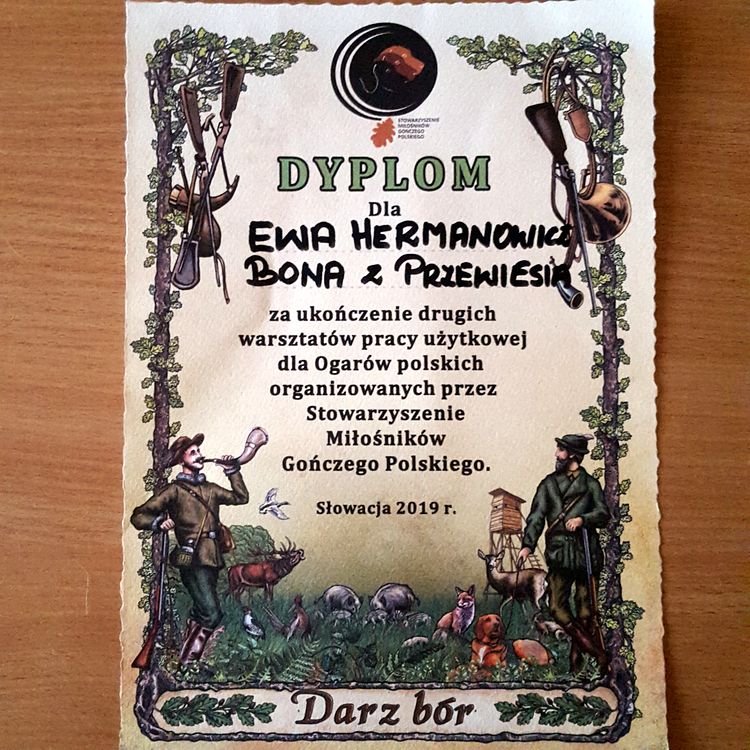 STOWARZYSZENIE
MIŁOŚNIKÓW
GOŃCZEGO
POLSKIEGO
DYPLOM
Dla
EWA HERMANOWICZ
BONA z PRZEWIESIA
za ukończenie drugich
warsztatów pracy użytkowej
dla Ogarów polskich
organizowanych przez
Stowarzyszenie
Miłośników
Gończego Polskiego.
Słowacja 2019 r.
Darz bór